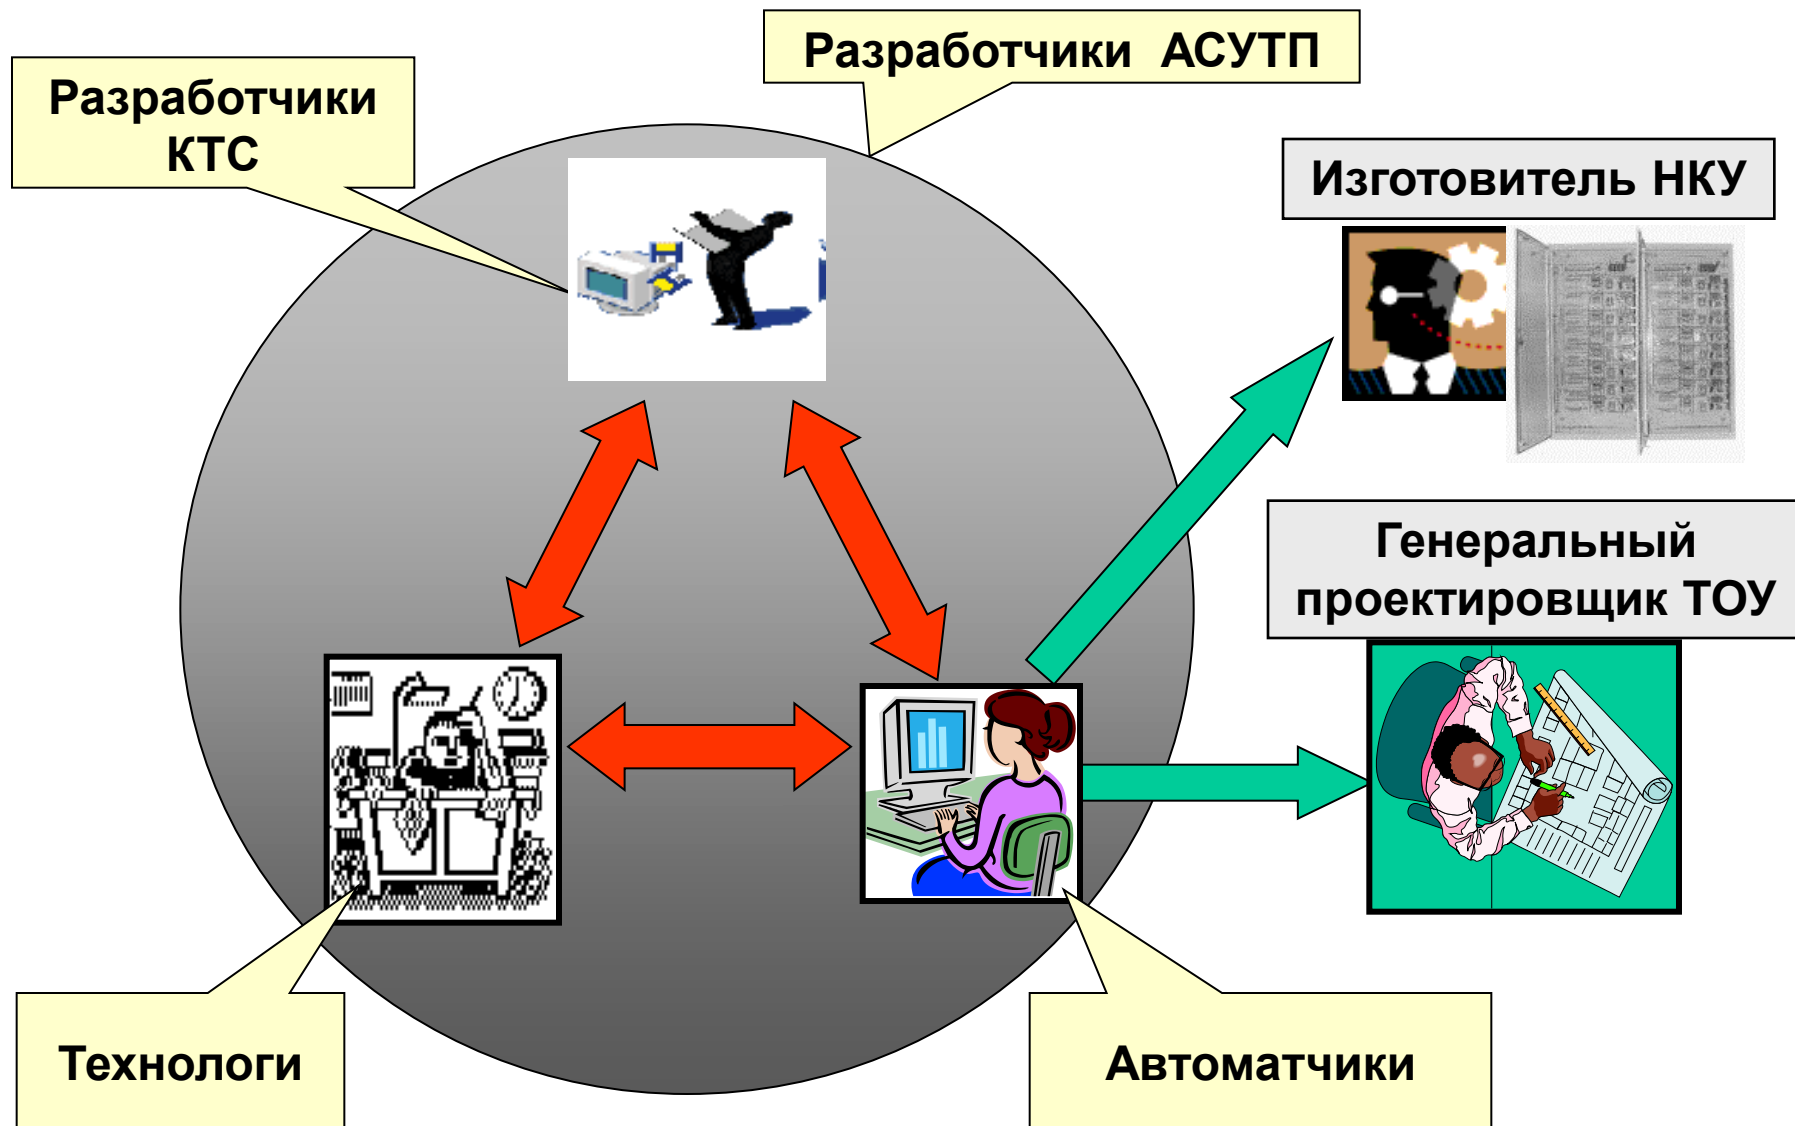 Разработчики АСУТП
Разработчики
КТС
Изготовитель НКУ
Генеральный
проектировщик ТОУ
Технологи
Автоматчики